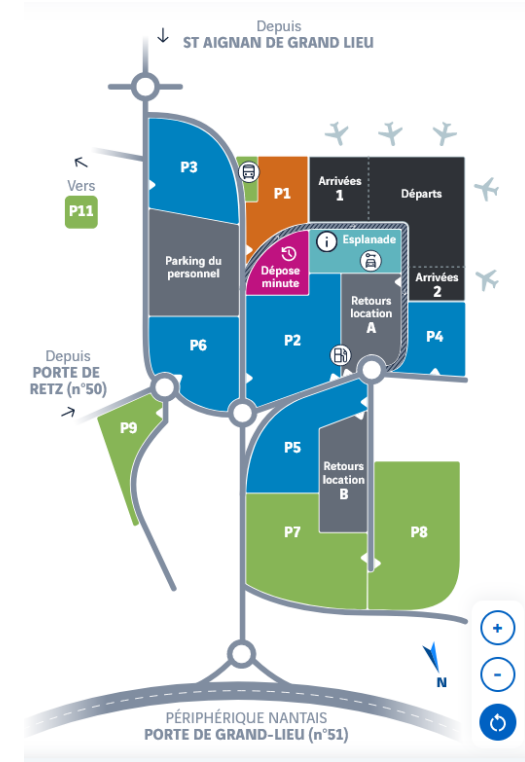 Depuis
ST AIGNAN DE GRAND LIEU
P3
P1
Arrivées
1
Départs
Vers
P11
Esplanade
Parking du
personnel
Dépose
minute
Arrivées
2
Retours
location
A
P6
P2
P4
Depuis
PORTE DE
RETZ (n°50)
P9
P5
Retours
location
B
P7
P8
+
-
N
PÉRIPHÉRIQUE NANTAIS
PORTE DE GRAND-LIEU (n°51)